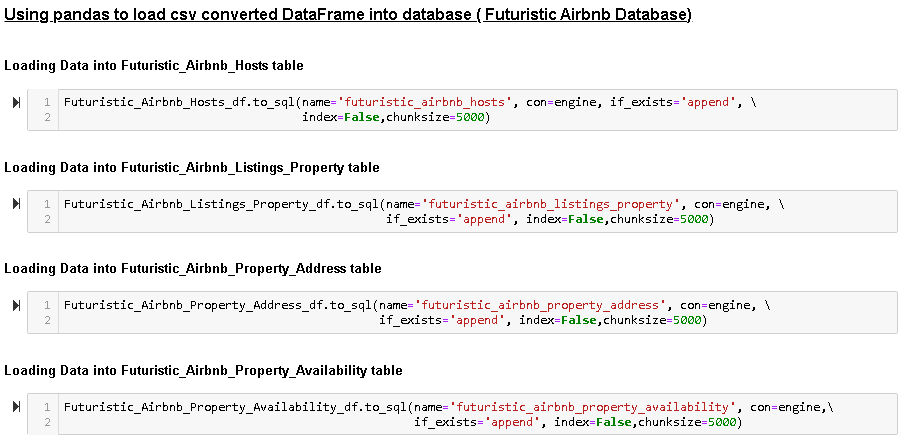 Using pandas to load csv converted DataFrame into database ( Futuristic Airbnb Database)
Loading Data into Futuristic_Airbnb_Hosts table
1 Futuristic_Airbnb_Hosts_df.to_sql(name='futuristic_airbnb_hosts', con=engine, if_exists='append', \
2 index=False,chunksize=5000)
Loading Data into Futuristic_Airbnb_Listings_Property table
1 Futuristic_Airbnb_Listings_Property_df.to_sql(name='futuristic_airbnb_listings_property', con=engine, \
2 if_exists='append', index=False,chunksize=5000)
Loading Data into Futuristic_Airbnb_Property_Address table
1 Futuristic_Airbnb_Property_Address_df.to_sql(name='futuristic_airbnb_property_address', con=engine, \
2 if_exists='append', index=False,chunksize=5000)
Loading Data into Futuristic_Airbnb_Property_Availability table
1 Futuristic_Airbnb_Property_Availability_df.to_sql(name='futuristic_airbnb_property_availability', con=engine,\
2 if_exists='append', index=False,chunksize=5000)